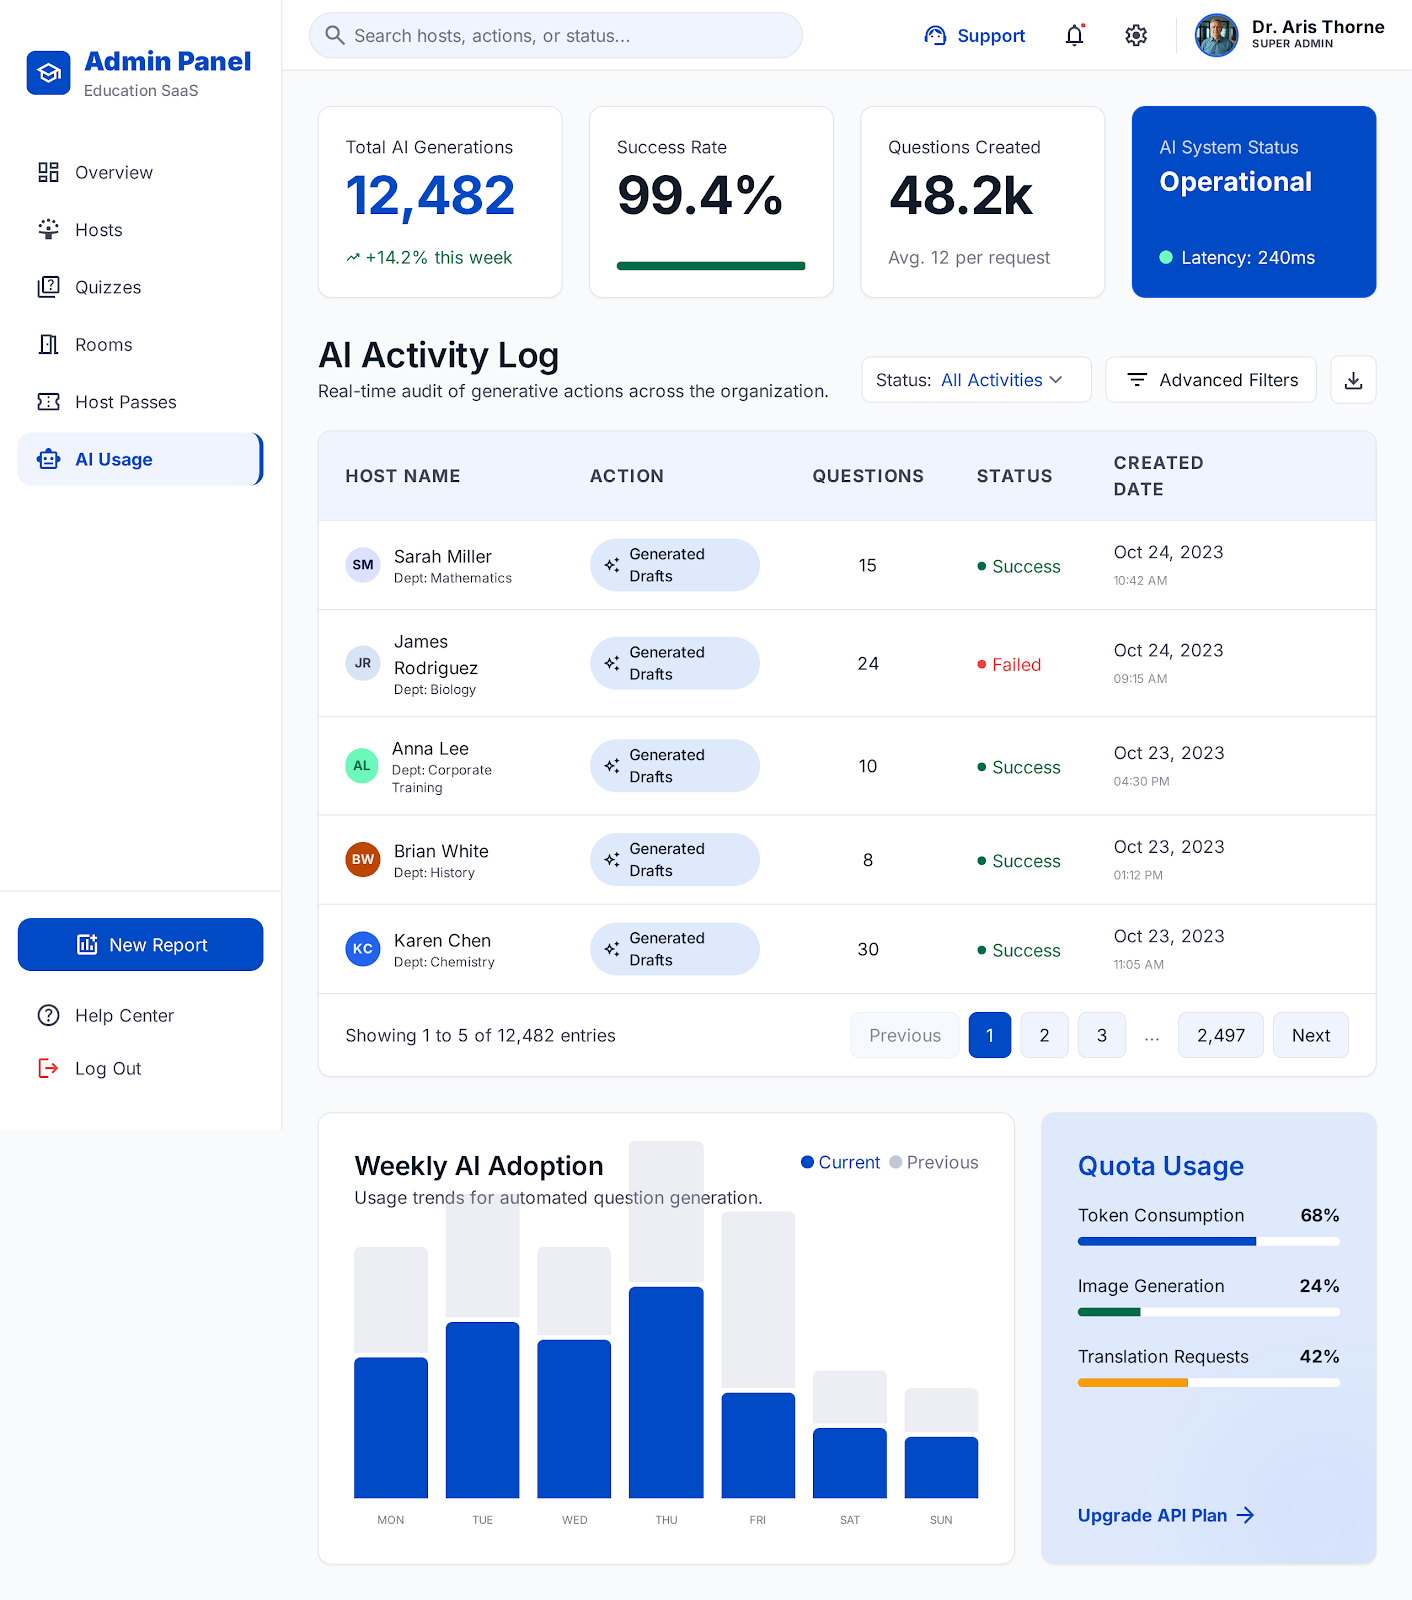 Admin Panel
Education SaaS
Overview
Hosts
Quizzes
Rooms
Host Passes
AI Usage
New Report
Help Center
Log Out
Search hosts, actions, or status...
Support
Dr. Aris Thorne
SUPER ADMIN
Total AI Generations
12,482
+14.2% this week
Success Rate
99.4%
Questions Created
48.2k
Avg. 12 per request
AI System Status
Operational
Latency: 240ms
AI Activity Log
Real-time audit of generative actions across the organization.
Status: All Activities
Advanced Filters
HOST NAME ACTION QUESTIONS STATUS CREATED
DATE
SM
Sarah Miller
Dept: Mathematics
Generated
Drafts
15
Success
Oct 24, 2023
10:42 AM
JR
James
Rodriguez
Dept: Biology
Generated
Drafts
24
Failed
Oct 24, 2023
09:15 AM
AL
Anna Lee
Dept: Corporate
Training
Generated
Drafts
10
Success
Oct 23, 2023
04:30 PM
BW
Brian White
Dept: History
Generated
Drafts
8
Success
Oct 23, 2023
01:12 PM
KC
Karen Chen
Dept: Chemistry
Generated
Drafts
30
Success
Oct 23, 2023
11:05 AM
Showing 1 to 5 of 12,482 entries
Previous 1 2 3 ... 2,497 Next
Weekly AI Adoption
Usage trends for automated question generation.
Current Previous
MON TUE WED THU FRI SAT SUN
Quota Usage
Token Consumption 68%
Image Generation 24%
Translation Requests 42%
Upgrade API Plan